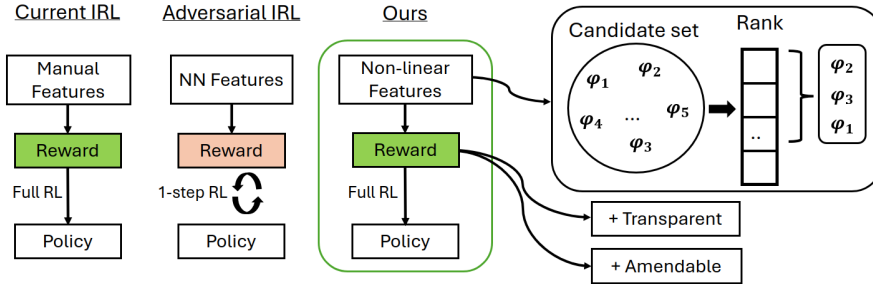 Current IRL
Adversarial IRL
Ours
Manual
Features
Reward
Full RL
Policy
NN Features
Reward
1-step RL
Policy
Non-linear
Features
Reward
Full RL
Policy
Candidate set
φ₁
φ₂
φ₄
...
φ₅
φ₃
Rank
..
φ₂
φ₃
φ₁
+ Transparent
+ Amendable